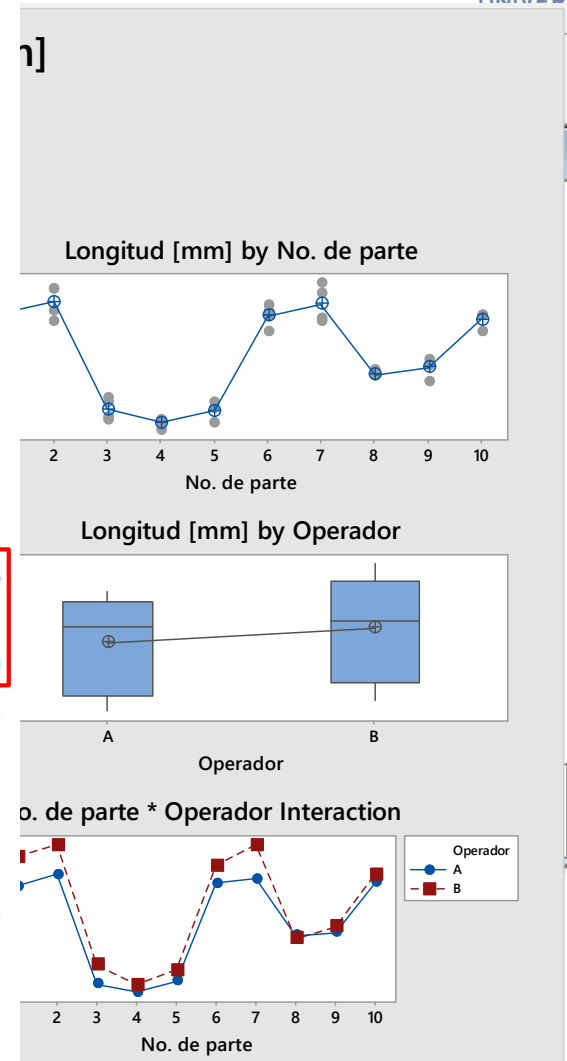 n]
Longitud [mm] by No. de parte
2 3 4 5 6 7 8 9 10
No. de parte
Longitud [mm] by Operador
A B
Operador
o. de parte * Operador Interaction
Operador
A
B
2 3 4 5 6 7 8 9 10
No. de parte